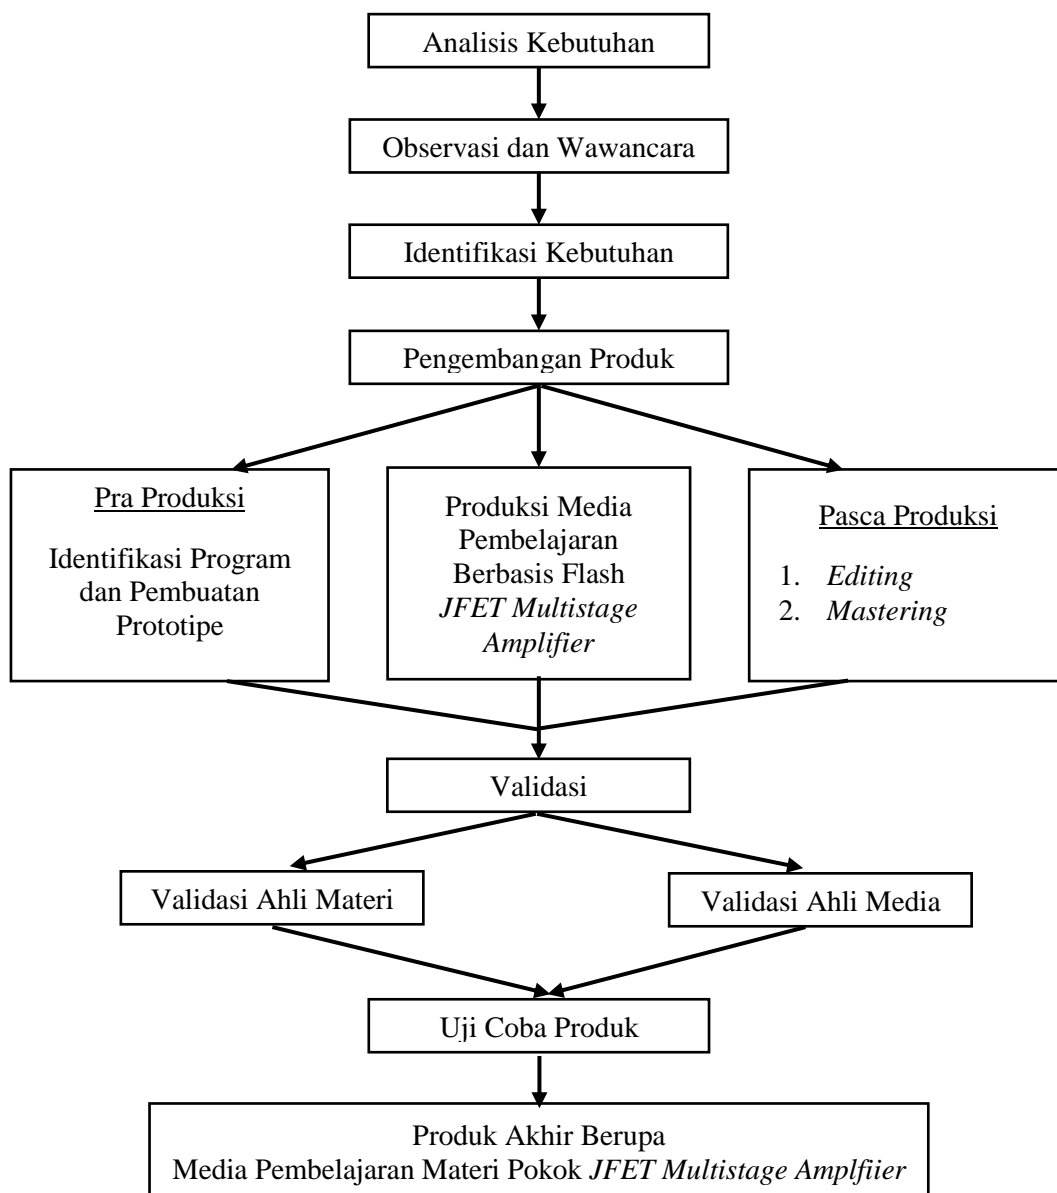 Analisis Kebutuhan
Observasi dan Wawancara
Identifikasi Kebutuhan
Pengembangan Produk
Pra Produksi
Identifikasi Program
dan Pembuatan
Prototipe
Produksi Media
Pembelajaran
Berbasis Flash
JFET Multistage
Amplifier
Pasca Produksi
1. Editing
2. Mastering
Validasi
Validasi Ahli Materi
Validasi Ahli Media
Uji Coba Produk
Produk Akhir Berupa
Media Pembelajaran Materi Pokok JFET Multistage Amplfiier